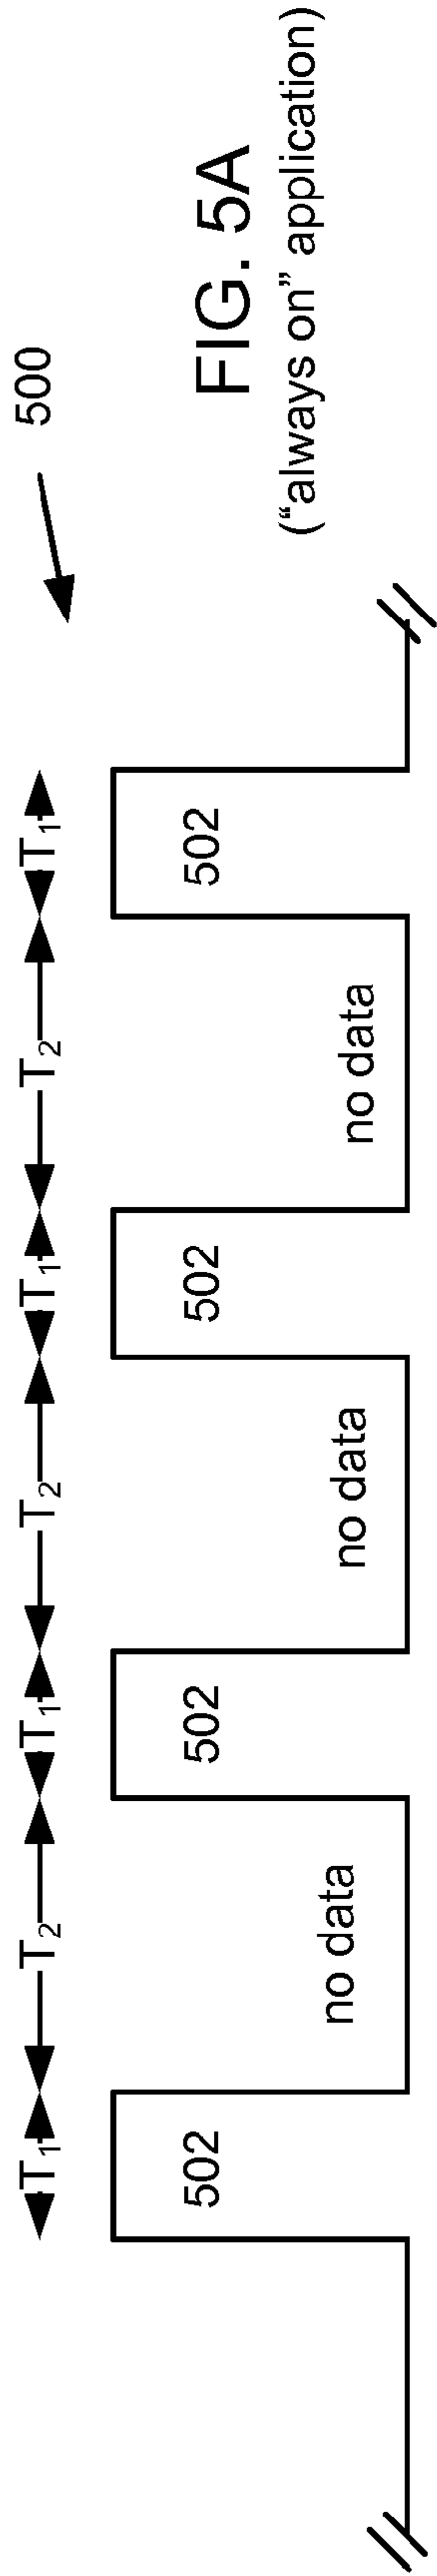 500
T1 T2 T1 T2 T1 T2 T1
502 502 502 502
no data no data no data
FIG. 5A
(“always on” application)